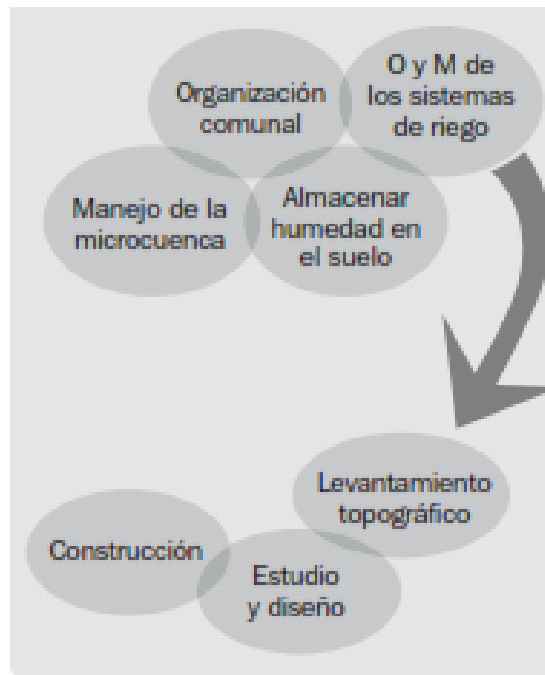 Organización
comunal
O y M de
los sistemas
de riego
Manejo de la
microcuenca
Almacenar
humedad en
el suelo
Levantamiento
topográfico
Construcción
Estudio
y diseño